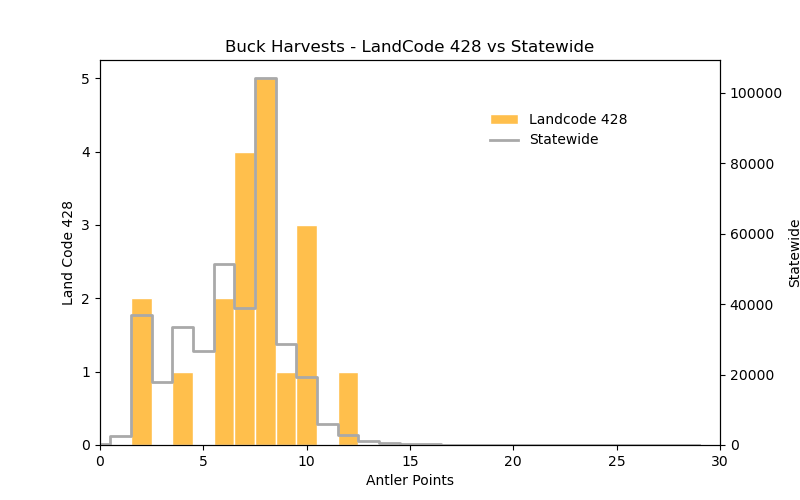 Buck Harvests - LandCode 428 vs Statewide
Land Code 428
5
4
3
2
1
0
Landcode 428
Statewide
100000
80000
60000
40000
20000
0
Statewide
0 5 10 15 20 25 30
Antler Points